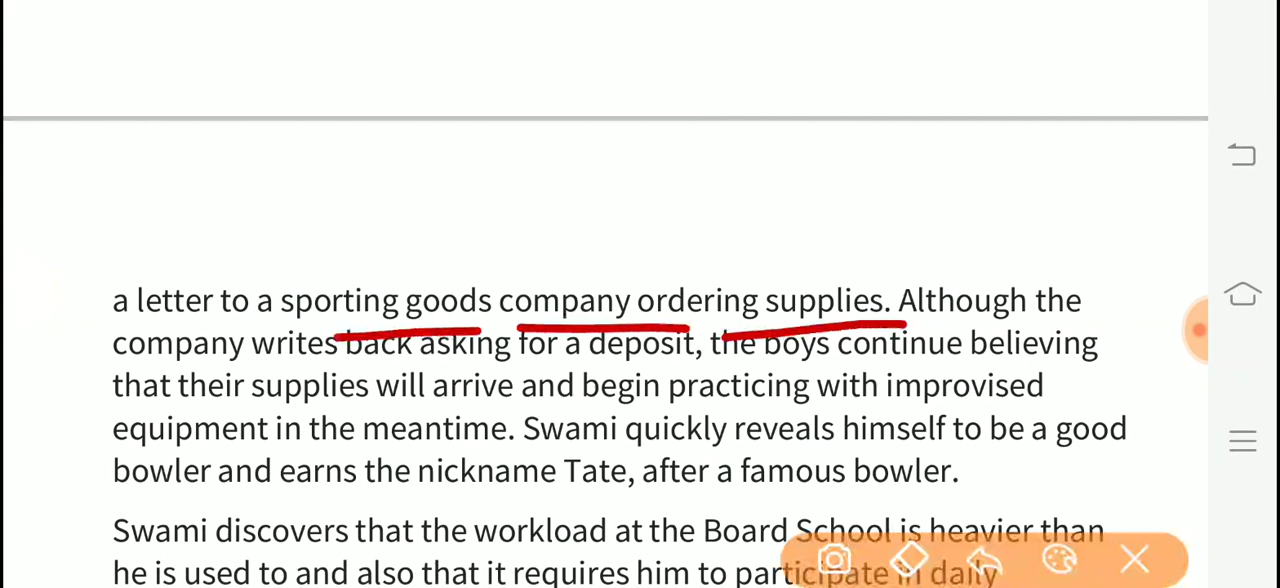 a letter to a sporting goods company ordering supplies. Although the
company writes back asking for a deposit, the boys continue believing
that their supplies will arrive and begin practicing with improvised
equipment in the meantime. Swami quickly reveals himself to be a good
bowler and earns the nickname Tate, after a famous bowler.
Swami discovers that the workload at the Board School is heavier than
he is used to and also that it requires him to participate in daily